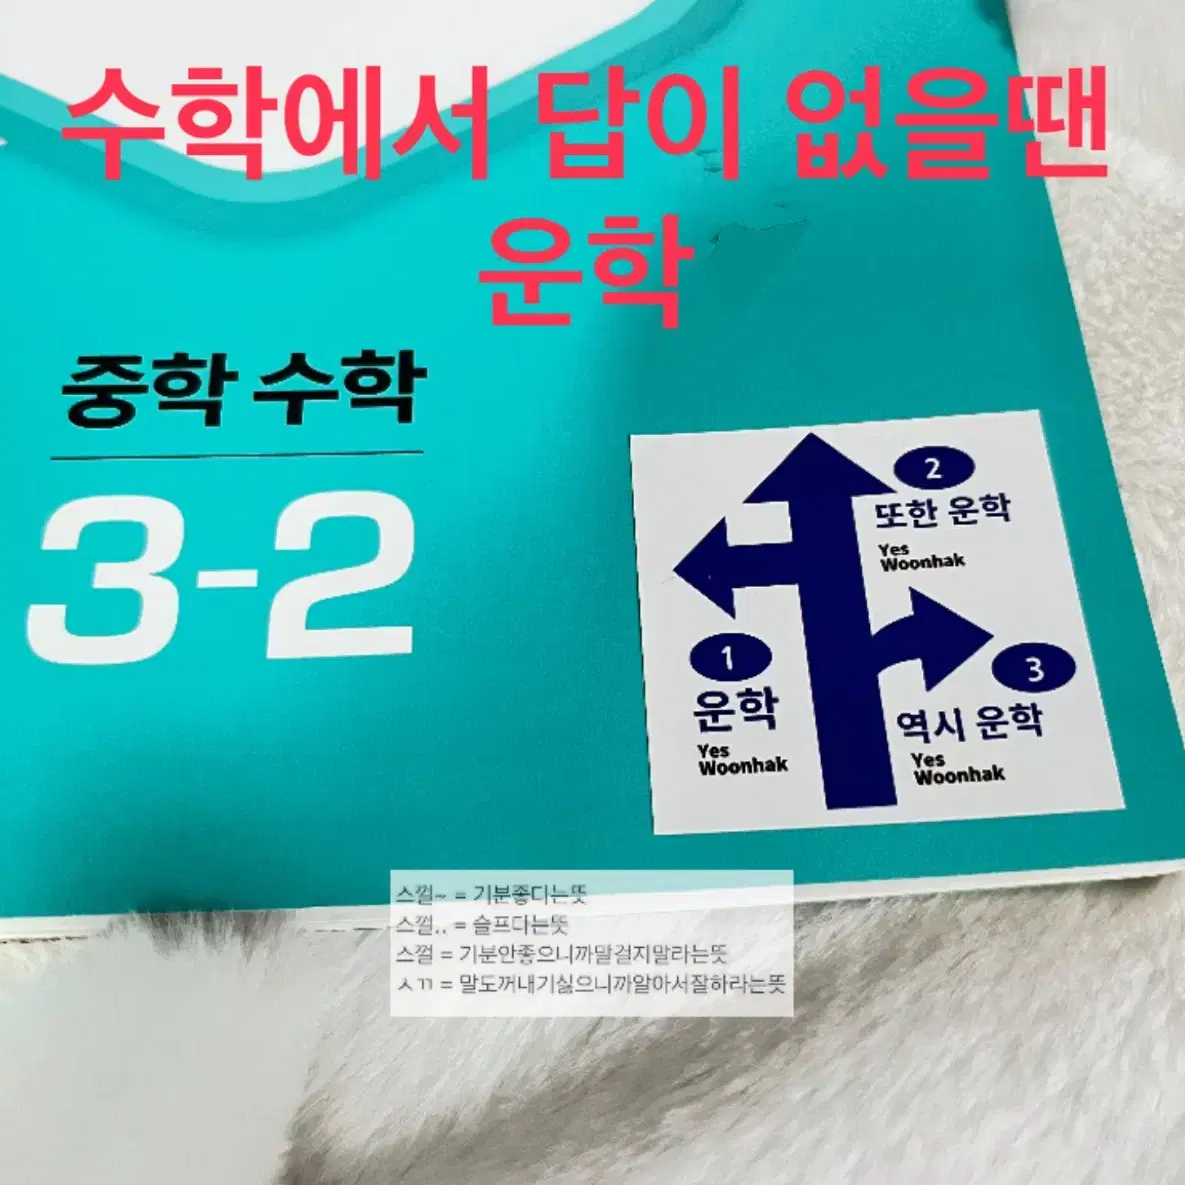 수학에서 답이 없을땐
운학
중학 수학
3-2
2
또한 운학
Yes
Woonhak
1
운학
Yes
Woonhak
3
역시 운학
Yes
Woonhak
스껄~ = 기분좋다는뜻
스껄.. = 슬프다는뜻
스껄 = 기분안좋으니까말걸지말라는뜻
ㅅㄲ = 말도꺼내기싫으니까알아서잘하라는뜻